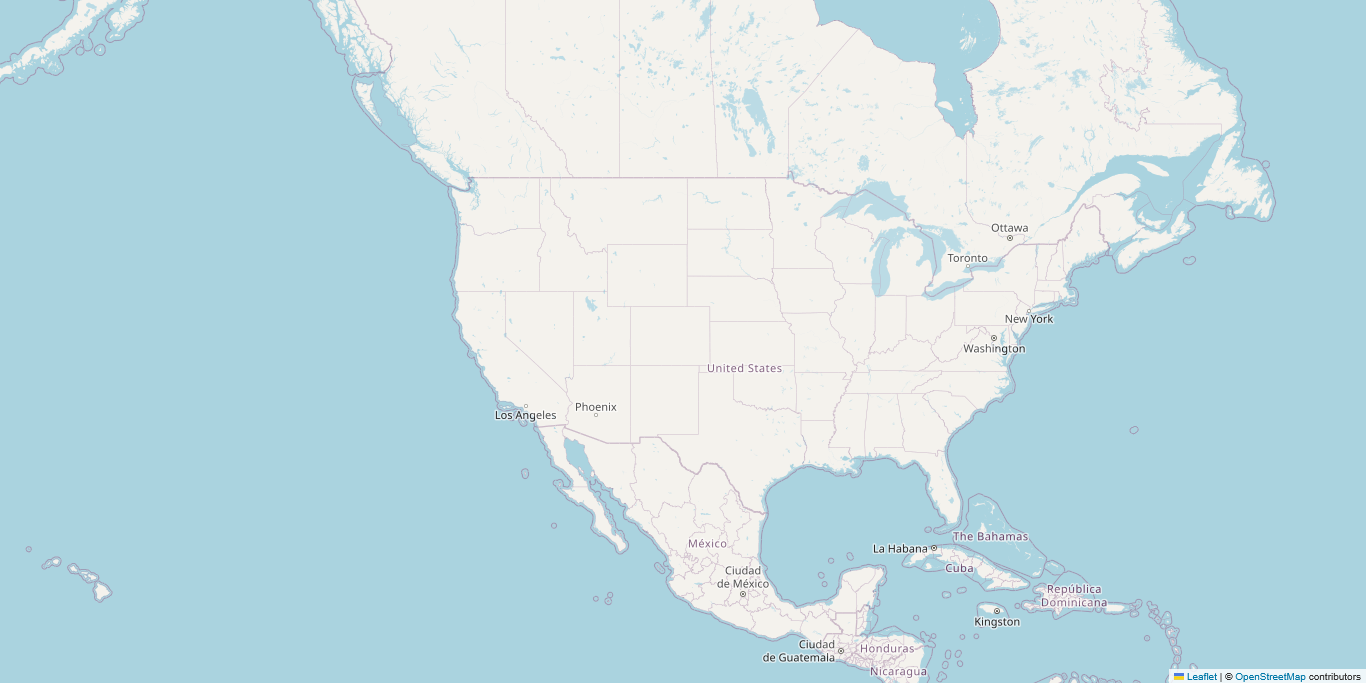 Ottawa
Toronto
New York
Washington
United States
Phoenix
Los Angeles
México
The Bahamas
La Habana
Cuba
Ciudad
de México
República
Dominicana
Kingston
Ciudad
de Guatemala
Honduras
Nicaragua
Leaflet | © OpenStreetMap contributors